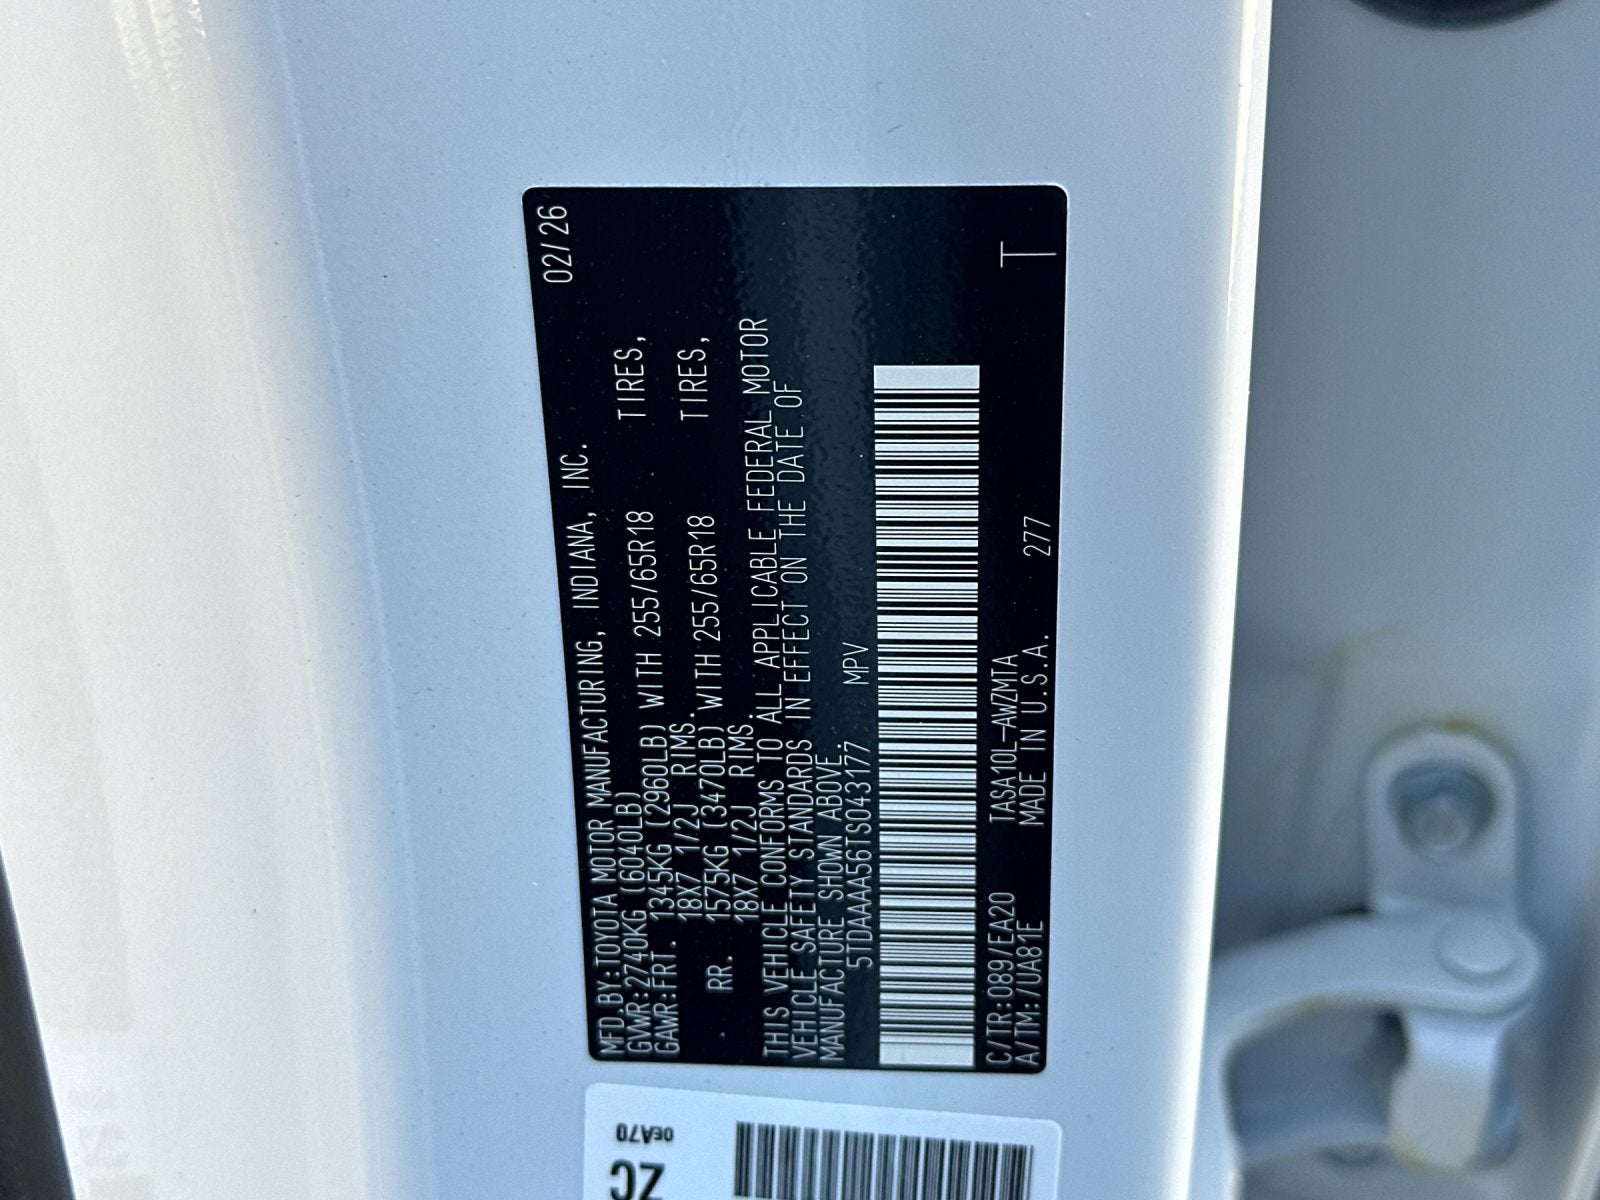 MFD.BY:TOYOTA MOTOR MANUFACTURING, INDIANA, INC. 02/26
GVWR:2740KG (6040LB)
GAWR:FRT. 1345KG (2960LB) WITH 255/65R18 TIRES,
18X7 1/2J RIMS.
RR. 1575KG (3470LB) WITH 255/65R18 TIRES,
18X7 1/2J RIMS.
THIS VEHICLE CONFORMS TO ALL APPLICABLE FEDERAL MOTOR
VEHICLE SAFETY STANDARDS IN EFFECT ON THE DATE OF
MANUFACTURE SHOWN ABOVE.
5TDAAAA56TS043177 MPV
C/TR:089/EA20 TASA10L-AWZMTA
A/TM:7UA81E MADE IN U.S.A. 277 T
0EA70
ZC